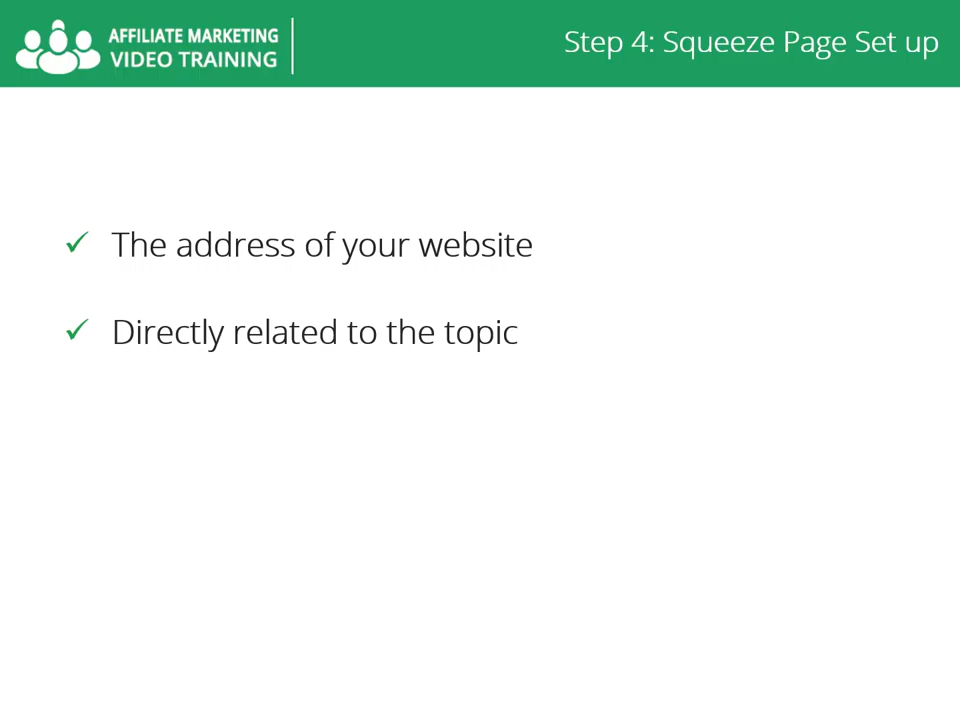 AFFILIATE MARKETING
VIDEO TRAINING
Step 4: Squeeze Page Set up
✓ The address of your website
✓ Directly related to the topic